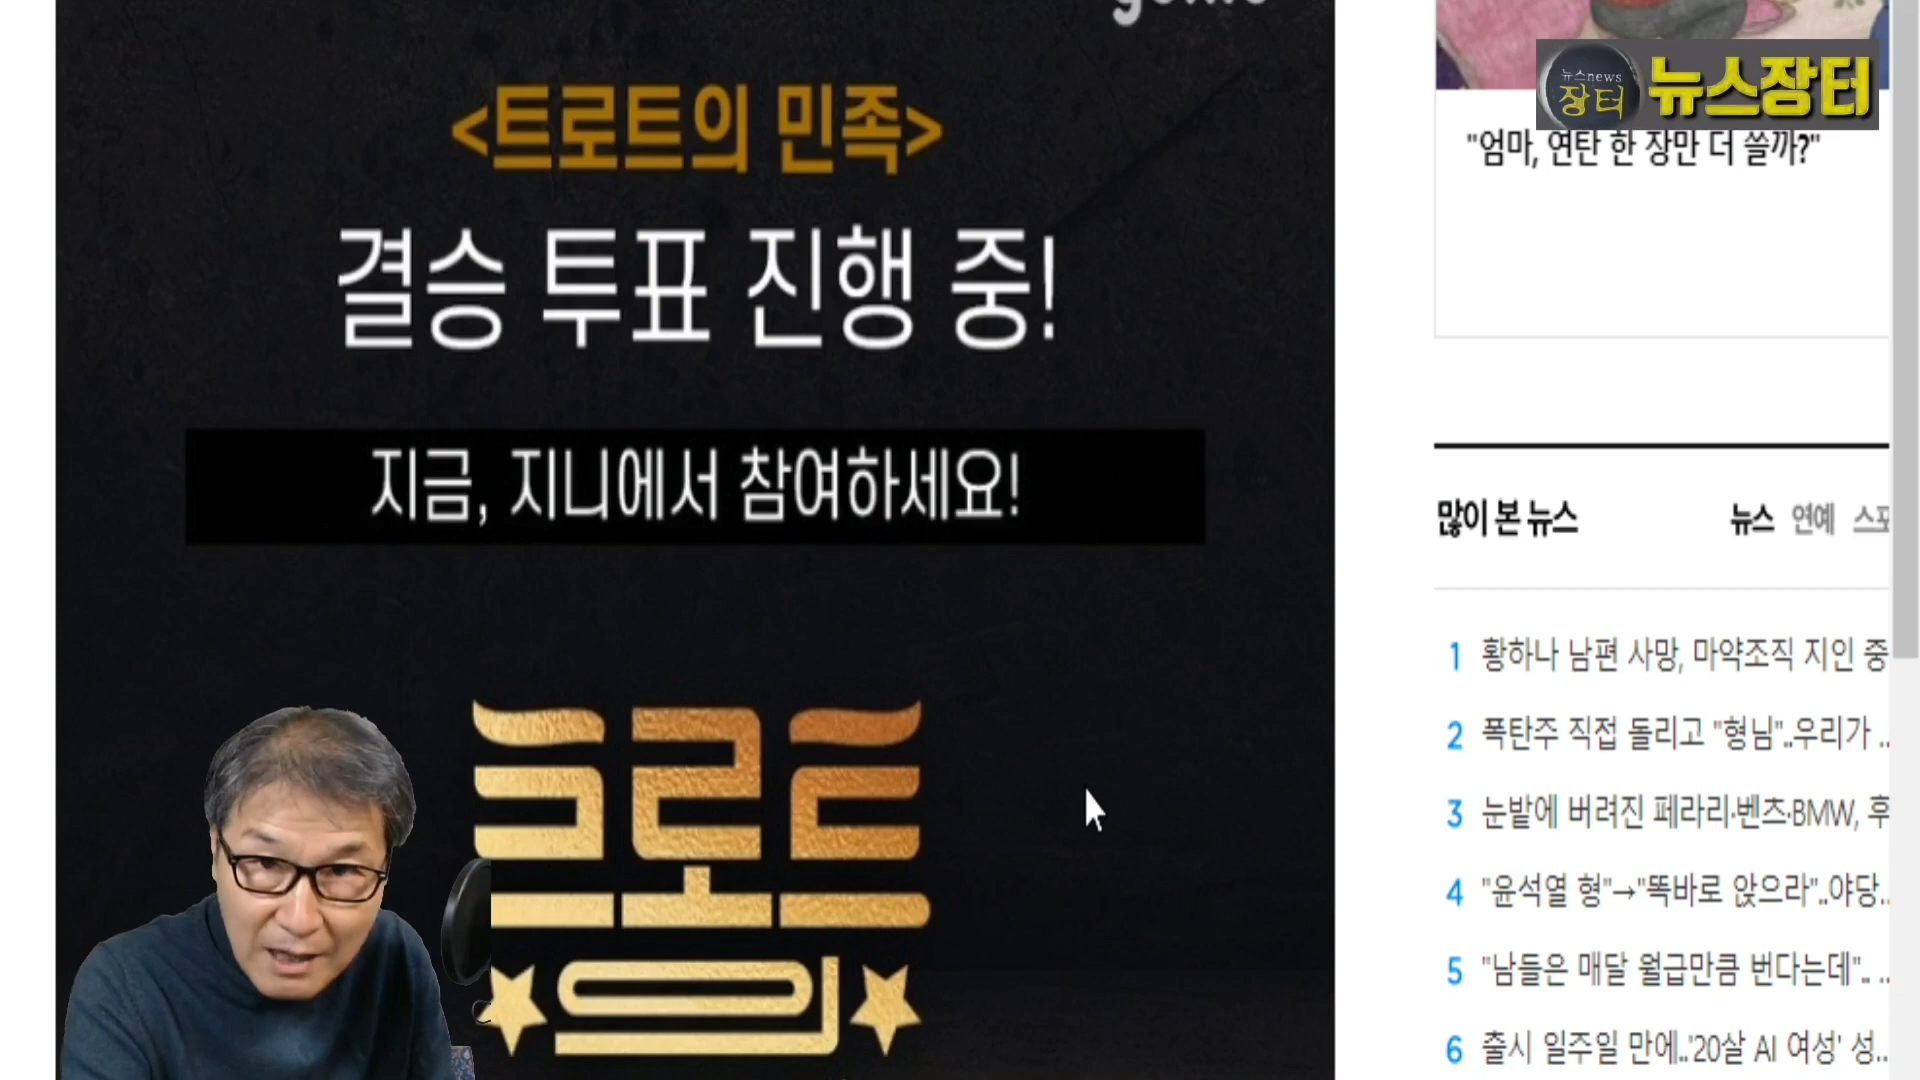 <트로트의 민족>
결승 투표 진행 중!
지금, 지니에서 참여하세요!
트로트
의
뉴스news
장터
뉴스장터
"엄마, 연탄 한 장만 더 쓸까?"
많이 본 뉴스
뉴스 연예 스포
1 황하나 남편 사망, 마약조직 지인 중
2 폭탄주 직접 돌리고 "형님"..우리가 ..
3 눈밭에 버려진 페라리·벤츠·BMW, 후
4 "윤석열 형"→"똑바로 앉으라"..야당..
5 "남들은 매달 월급만큼 번다는데".. ..
6 출시 일주일 만에..'20살 AI 여성' 성..